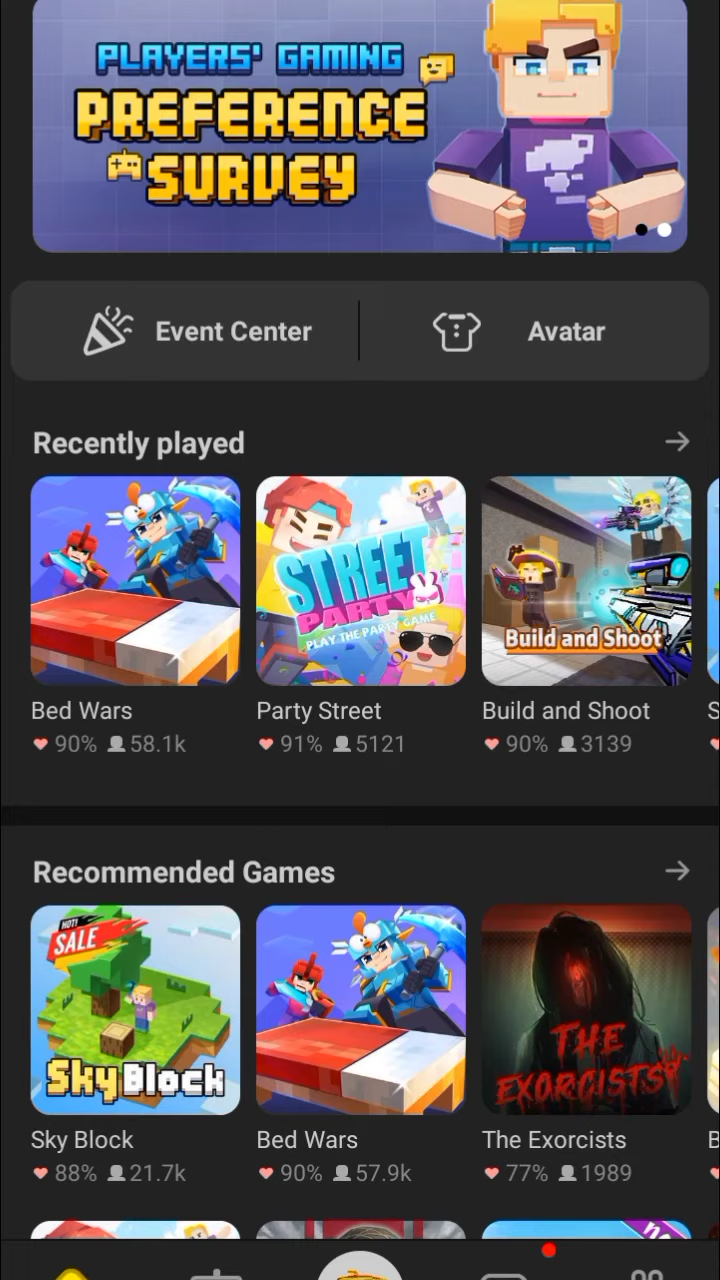 PLAYERS' GAMING
PREFERENCE
SURVEY
Event Center
Avatar
Recently played
STREET
PARTY
PLAY THE PARTY GAME
Build and Shoot
Bed Wars
Party Street
Build and Shoot
90% 58.1k
91% 5121
90% 3139
Recommended Games
HOT!
SALE
SkyBlock
THE
EXORCISTS
Sky Block
Bed Wars
The Exorcists
B
88% 21.7k
90% 57.9k
77% 1989